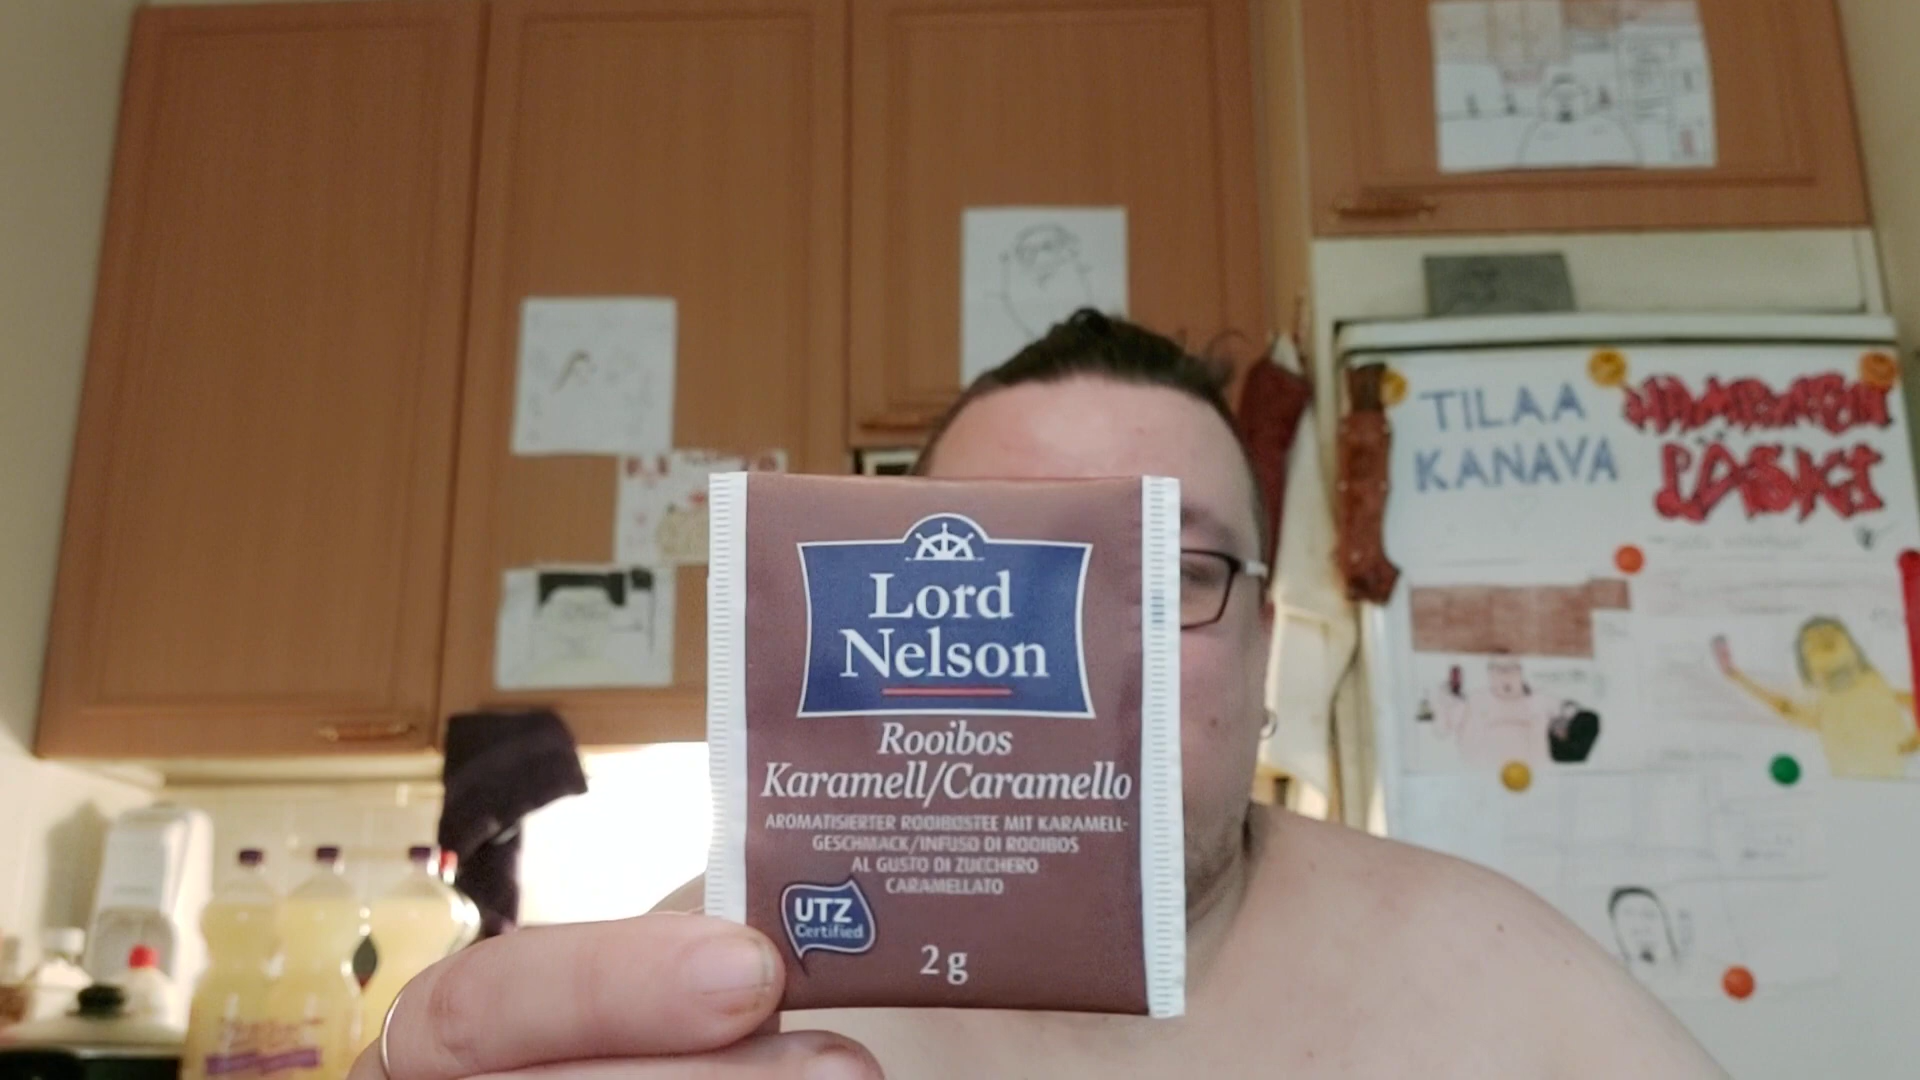 TILAA
KANAVA
Lord
Nelson
Rooibos
Karamell/Caramello
AROMATISIERTER ROOIBOSTEE MIT KARAMELL-
GESCHMACK/INFUSO DI ROOIBOS
AL GUSTO DI ZUCCHERO
CARAMELLATO
UTZ
Certified
2 g